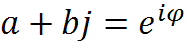 a + bj = e^{iφ}